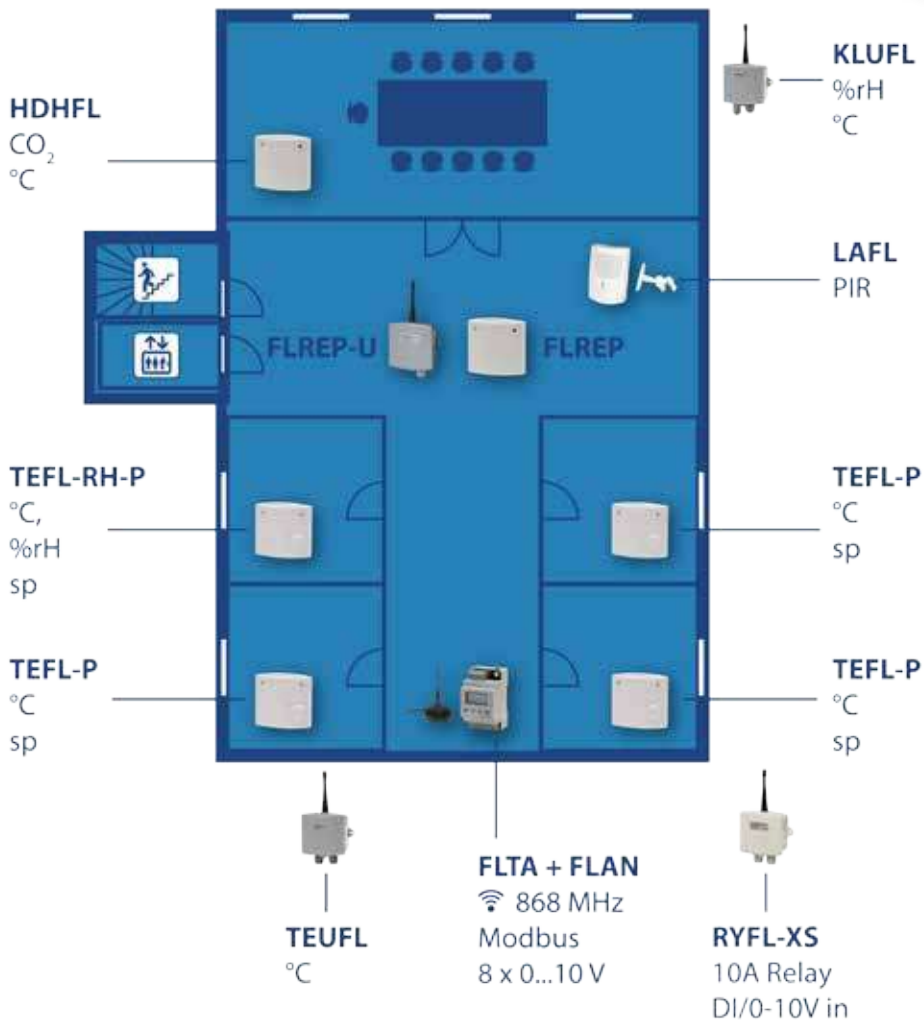 KLUFL
%rH
°C
HDHFL
CO₂
°C
LAFL
PIR
FLREP-U
FLREP
TEFL-RH-P
°C,
%rH
sp
TEFL-P
°C
sp
TEFL-P
°C
sp
TEFL-P
°C
sp
TEUFL
°C
FLTA + FLAN
868 MHz
Modbus
8 x 0...10 V
RYFL-XS
10A Relay
DI/0-10V in